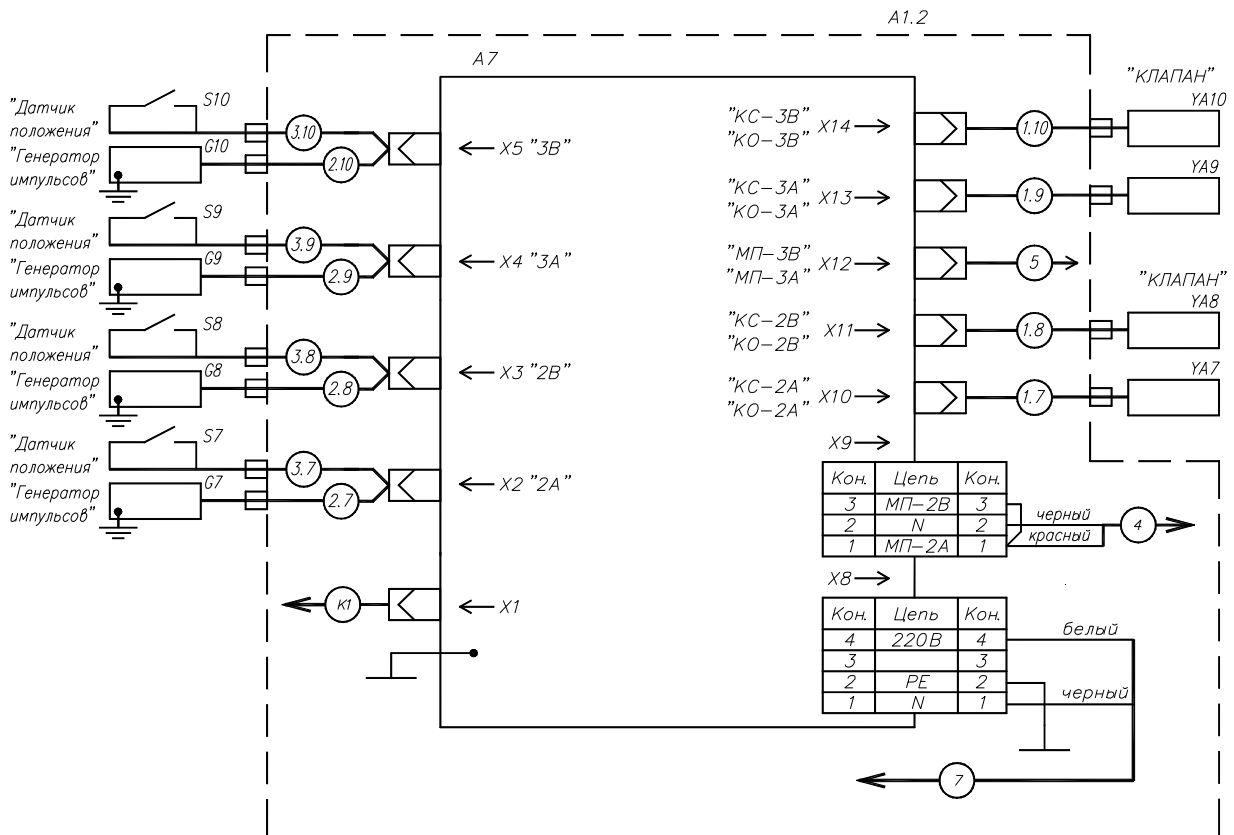 A1.2
A7
"Датчик
положения"
S10
3.10
"Генератор
импульсов"
G10
2.10
X5 "3B"
"Датчик
положения"
S9
3.9
"Генератор
импульсов"
G9
2.9
X4 "3A"
"Датчик
положения"
S8
3.8
"Генератор
импульсов"
G8
2.8
X3 "2B"
"Датчик
положения"
S7
3.7
"Генератор
импульсов"
G7
2.7
X2 "2A"
K1
X1
"КС-3В"
"КО-3В"
X14
1.10
"КЛАПАН"
YA10
"КС-3А"
"КО-3А"
X13
1.9
YA9
"МП-3В"
"МП-3А"
X12
5
"КС-2В"
"КО-2В"
X11
1.8
"КЛАПАН"
YA8
"КС-2А"
"КО-2А"
X10
1.7
YA7
X9
Кон. Цепь Кон.
3 МП-2В 3
2 N 2
1 МП-2А 1
черный
красный
4
X8
Кон. Цепь Кон.
4 220В 4
3 3
2 PE 2
1 N 1
белый
черный
7